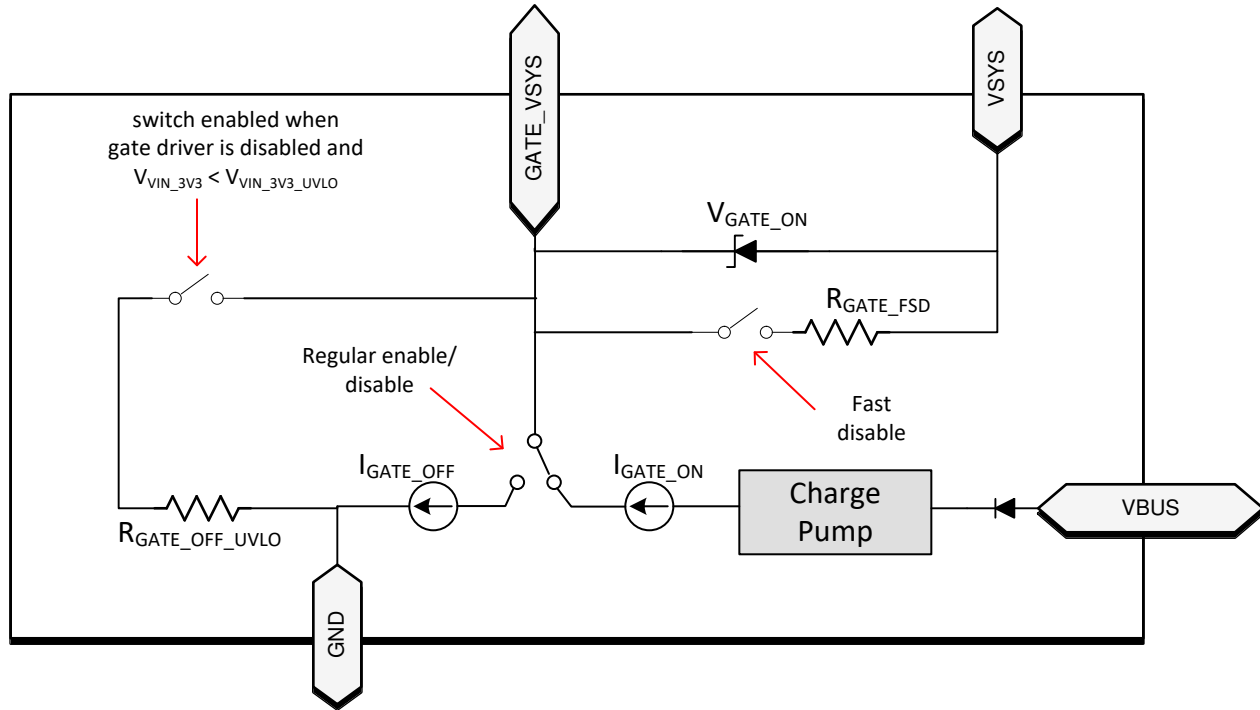 GATE_VSYS
VSYS
switch enabled when
gate driver is disabled and
VVIN_3V3 < VVIN_3V3_UVLO
VGATE_ON
RGATE_FSD
Regular enable/
disable
Fast
disable
IGATE_OFF
IGATE_ON
Charge
Pump
VBUS
RGATE_OFF_UVLO
GND